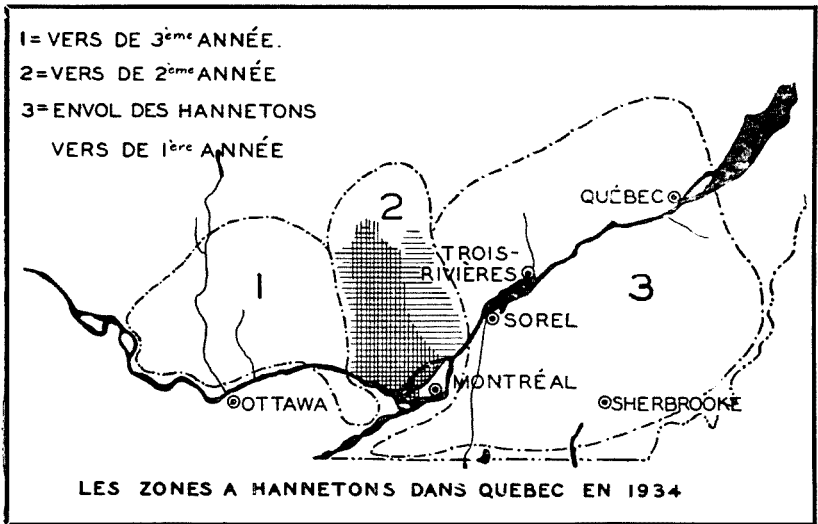 1=VERS DE 3ème ANNÉE.
2=VERS DE 2ème ANNÉE
3=ENVOL DES HANNETONS
VERS DE 1ère ANNÉE
2
QUÉBEC
TROIS-
RIVIÈRES
1
3
SOREL
MONTRÉAL
OTTAWA
SHERBROOKE
LES ZONES A HANNETONS DANS QUEBEC EN 1934